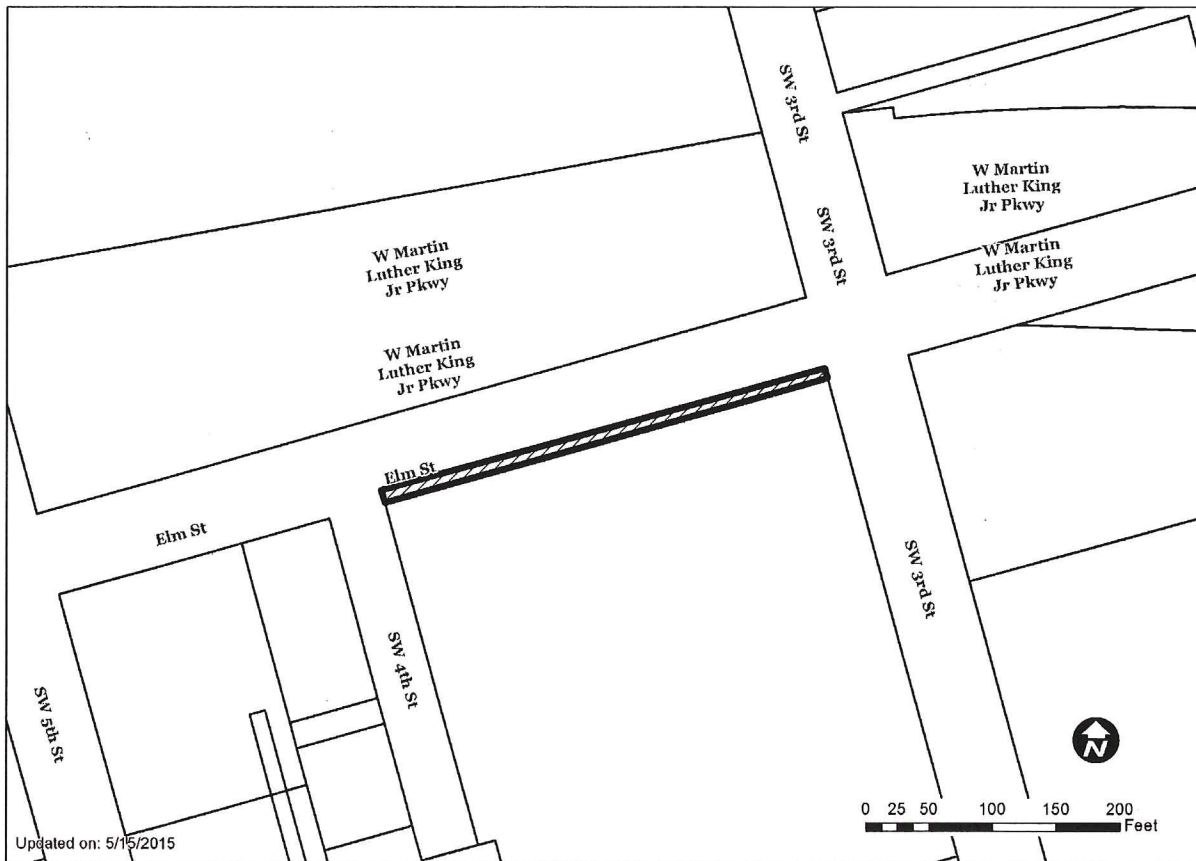 SW 3rd St
W Martin
Luther King
Jr Pkwy
SW 3rd St
W Martin
Luther King
Jr Pkwy
W Martin
Luther King
Jr Pkwy
W Martin
Luther King
Jr Pkwy
Elm St
Elm St
SW 3rd St
SW 4th St
SW 5th St
N
0 25 50 100 150 200
Feet
Updated on: 5/15/2015